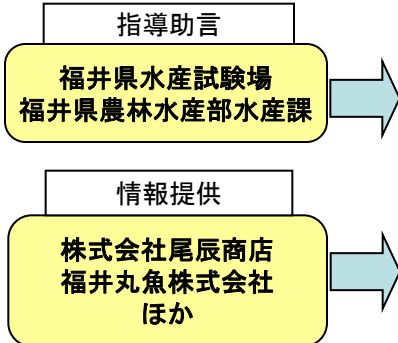 指導助言
福井県水産試験場
福井県農林水産部水産課
情報提供
株式会社尾辰商店
福井丸魚株式会社
ほか